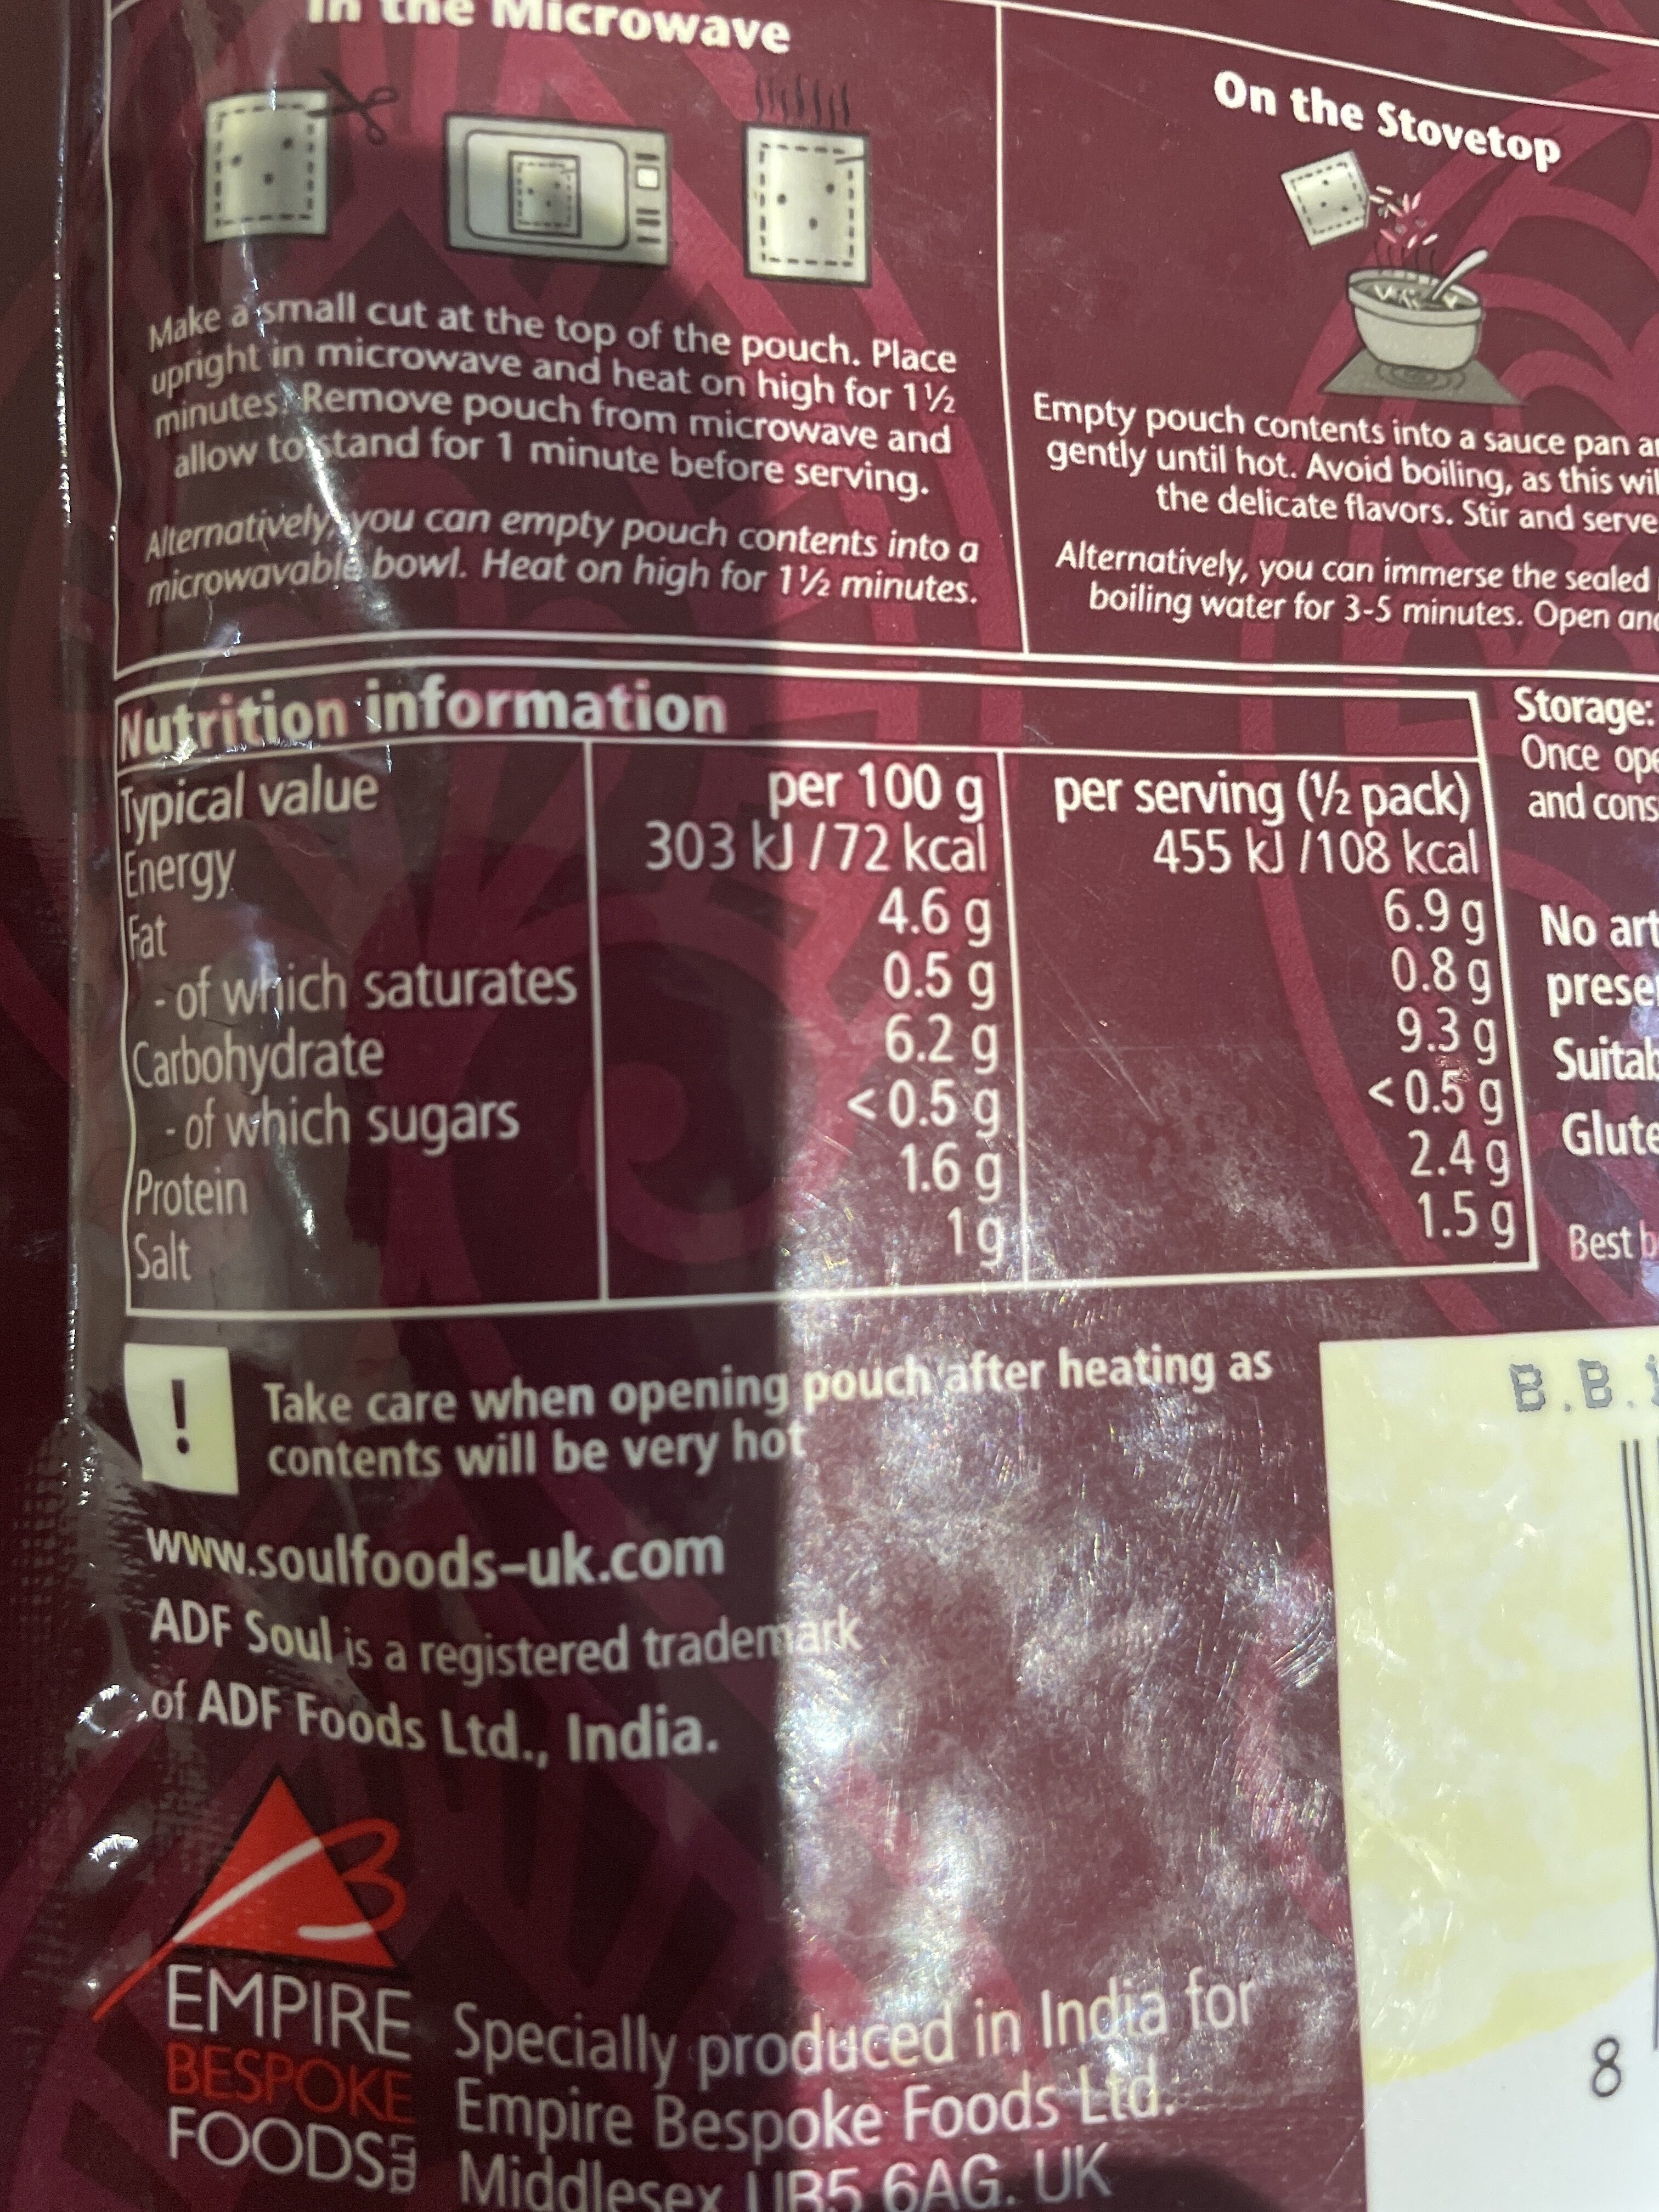 In the Microwave
Make a small cut at the top of the pouch. Place
upright in microwave and heat on high for 1½
minutes. Remove pouch from microwave and
allow to stand for 1 minute before serving.
Alternatively, you can empty pouch contents into a
microwavable bowl. Heat on high for 1½ minutes.
On the Stovetop
Empty pouch contents into a sauce pan
gently until hot. Avoid boiling, as this
the delicate flavors. Stir and serve
Alternatively, you can immerse the sealed
boiling water for 3-5 minutes. Open
Nutrition information
Typical value per 100 g per serving (½ pack)
Energy 303 kJ /72 kcal 455 kJ /108 kcal
Fat 4.6 g 6.9 g
- of which saturates 0.5 g 0.8 g
Carbohydrate 6.2 g 9.3 g
- of which sugars <0.5 g <0.5 g
Protein 1.6 g 2.4 g
Salt 1 g 1.5 g
Storage:
Once
and
No
Best
! Take care when opening pouch after heating as
contents will be very hot
www.soulfoods-uk.com
ADF Soul is a registered trademark
of ADF Foods Ltd., India.
B.B.
8
EMPIRE
BESPOKE
FOODS LTD
Specially produced in India for
Empire Bespoke Foods Ltd.
Middlesex UB5 6AG. UK